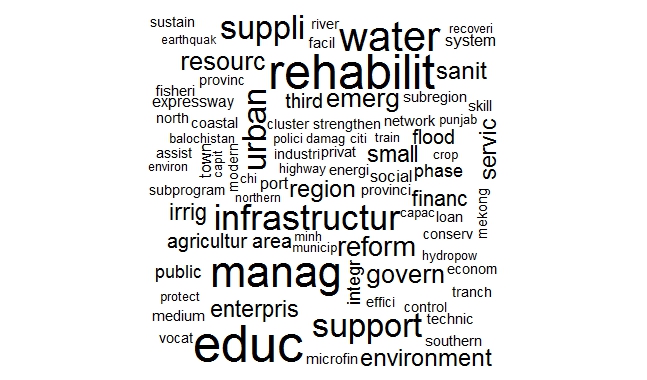 sustain suppli river water recoveri
earthquak facil system
resourc rehabilit sanit
provinc
fisheri urban third emerg subregion skill
expressway
north coastal cluster strengthen network punjab servic
balochistan polici damag citi train flood
assist town capit modern industri privat small crop
environ highway energi social phase
subprogram chi port region provinci financ mekong
northern
irrig infrastructur capac loan
agricultur area minh reform conserv
municip hydropow
public manag integr govern econom
protect effici tranch
medium enterpris control
vocat educ support technic
southern
microfin environment